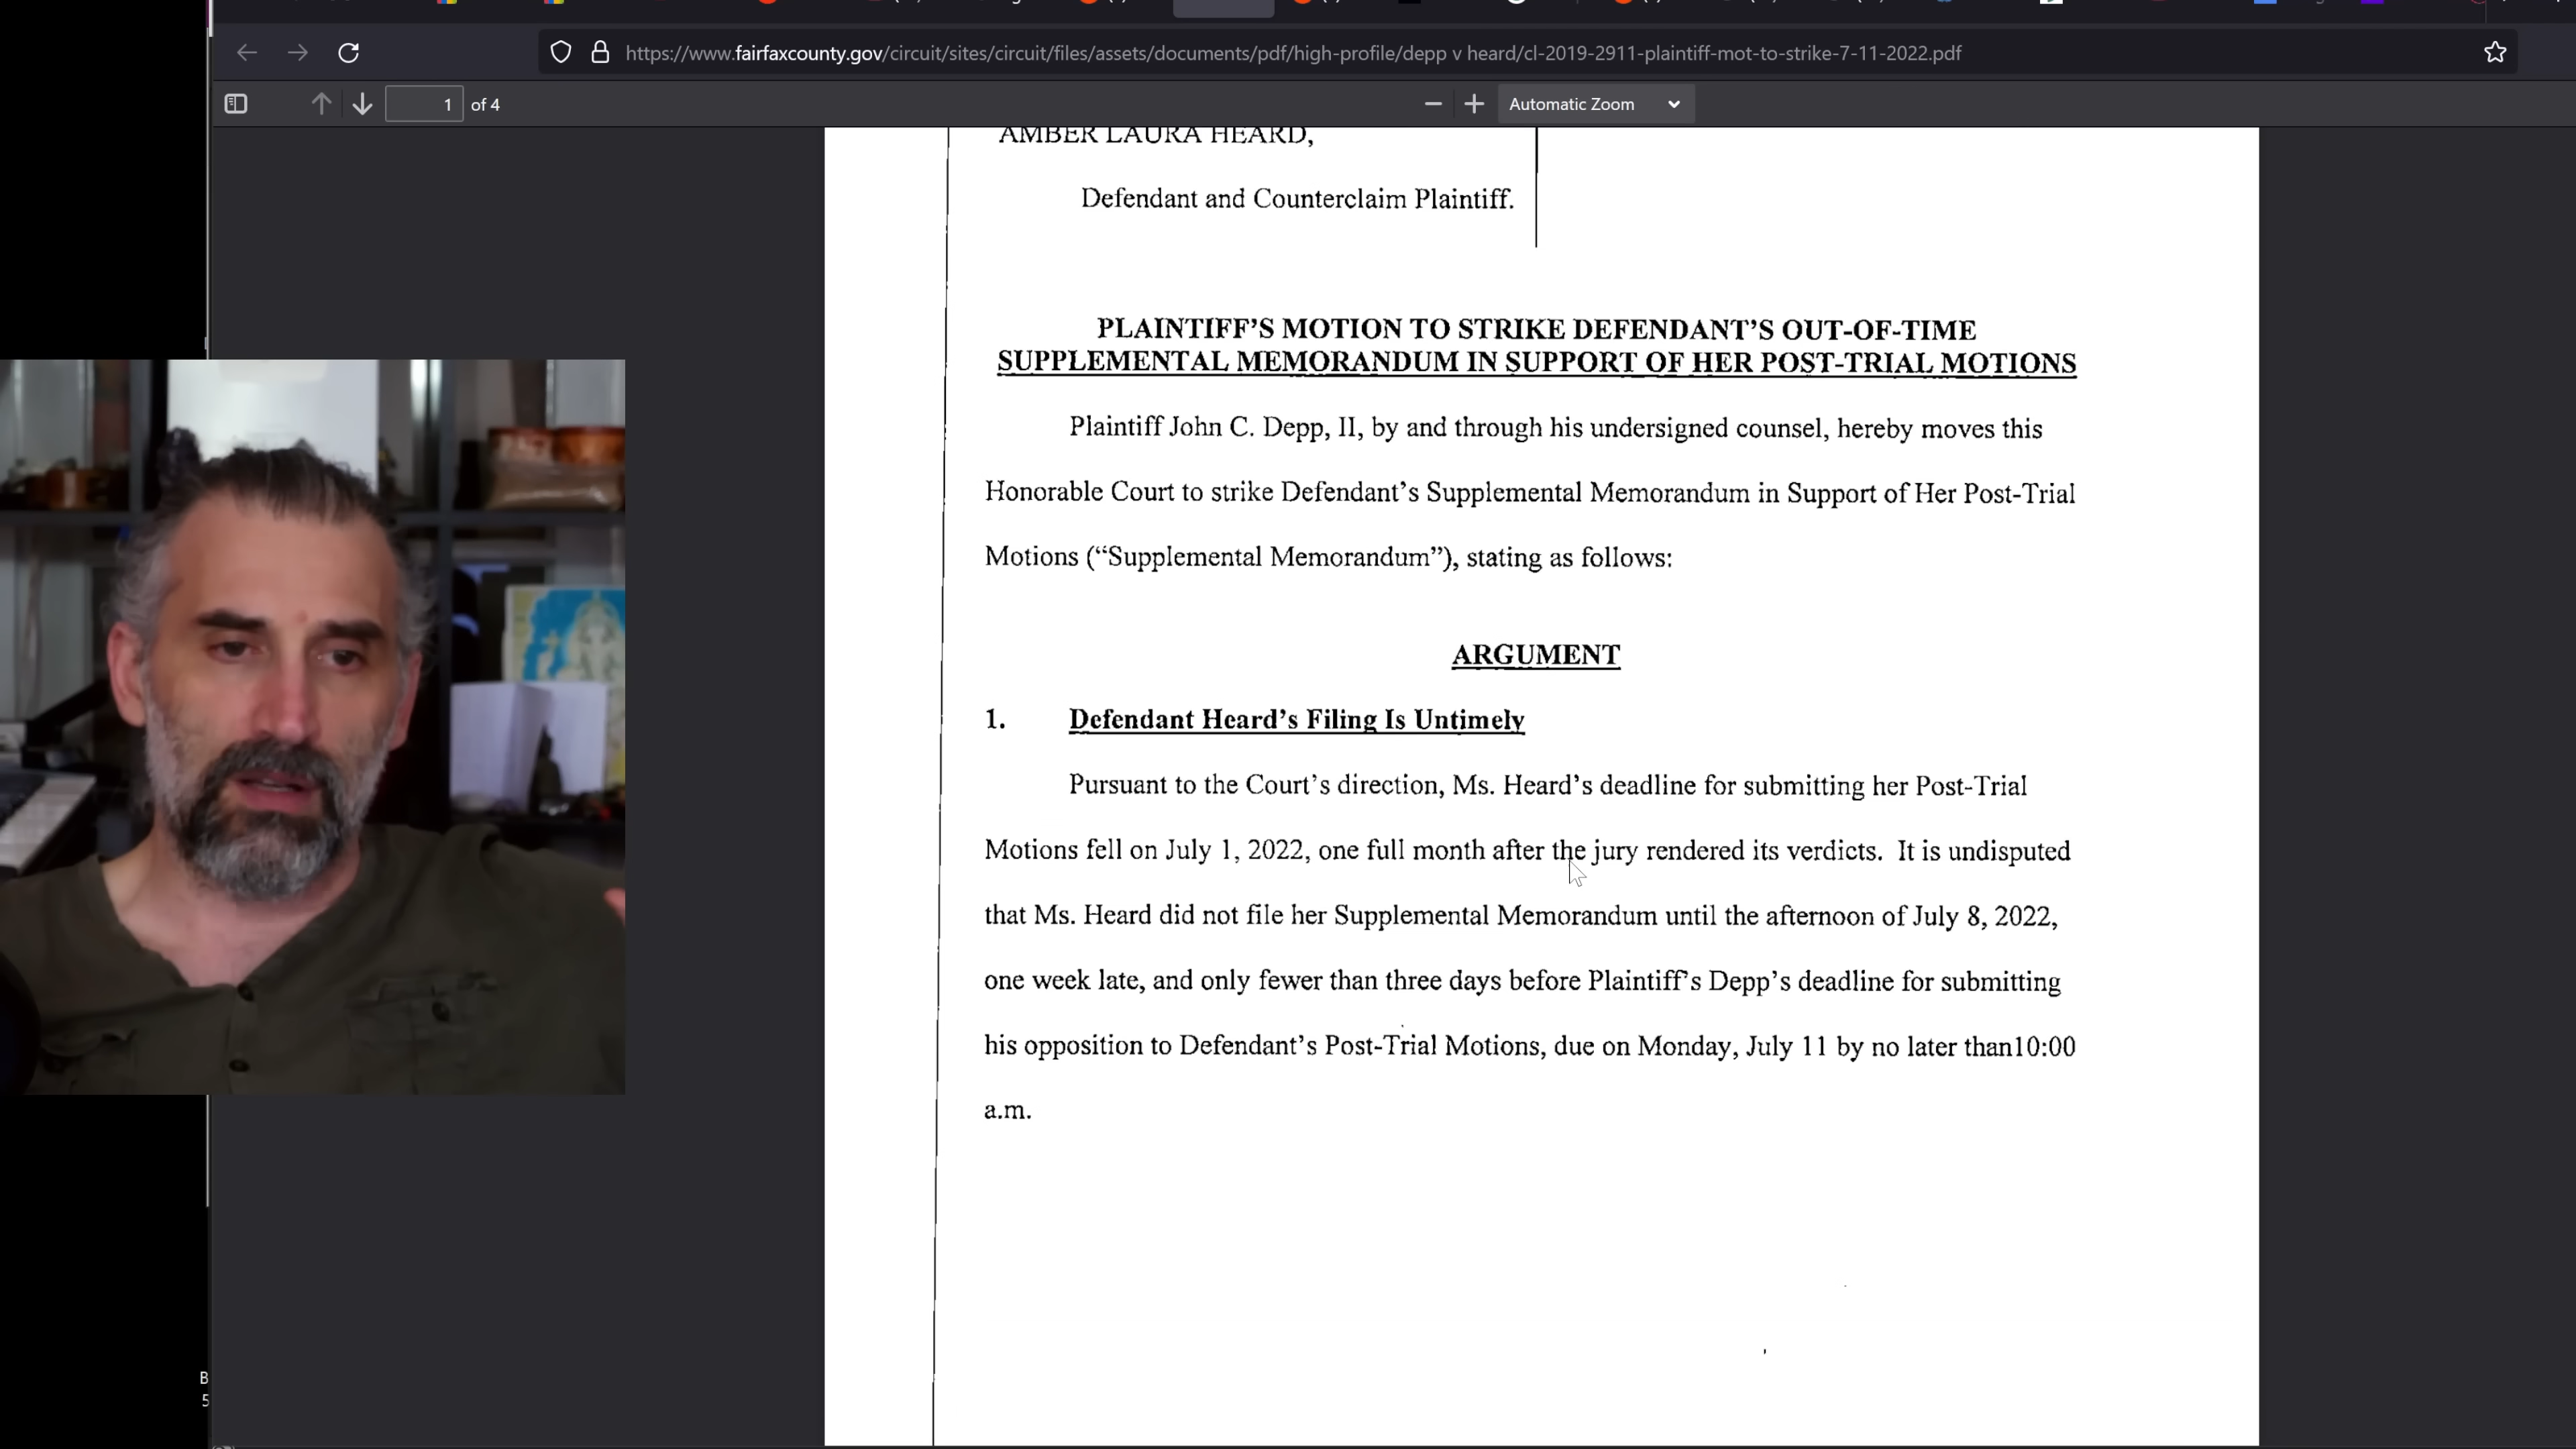 https://www.fairfaxcounty.gov/circuit/sites/circuit/files/assets/documents/pdf/high-profile/depp v heard/cl-2019-2911-plaintiff-mot-to-strike-7-11-2022.pdf
1 of 4
Automatic Zoom
AMBER LAURA HEARD,
Defendant and Counterclaim Plaintiff.
PLAINTIFF'S MOTION TO STRIKE DEFENDANT'S OUT-OF-TIME
SUPPLEMENTAL MEMORANDUM IN SUPPORT OF HER POST-TRIAL MOTIONS
Plaintiff John C. Depp, II, by and through his undersigned counsel, hereby moves this
Honorable Court to strike Defendant's Supplemental Memorandum in Support of Her Post-Trial
Motions ("Supplemental Memorandum"), stating as follows:
ARGUMENT
1. Defendant Heard's Filing Is Untimely
Pursuant to the Court's direction, Ms. Heard's deadline for submitting her Post-Trial
Motions fell on July 1, 2022, one full month after the jury rendered its verdicts. It is undisputed
that Ms. Heard did not file her Supplemental Memorandum until the afternoon of July 8, 2022,
one week late, and only fewer than three days before Plaintiff's Depp's deadline for submitting
his opposition to Defendant's Post-Trial Motions, due on Monday, July 11 by no later than10:00
a.m.
B
5